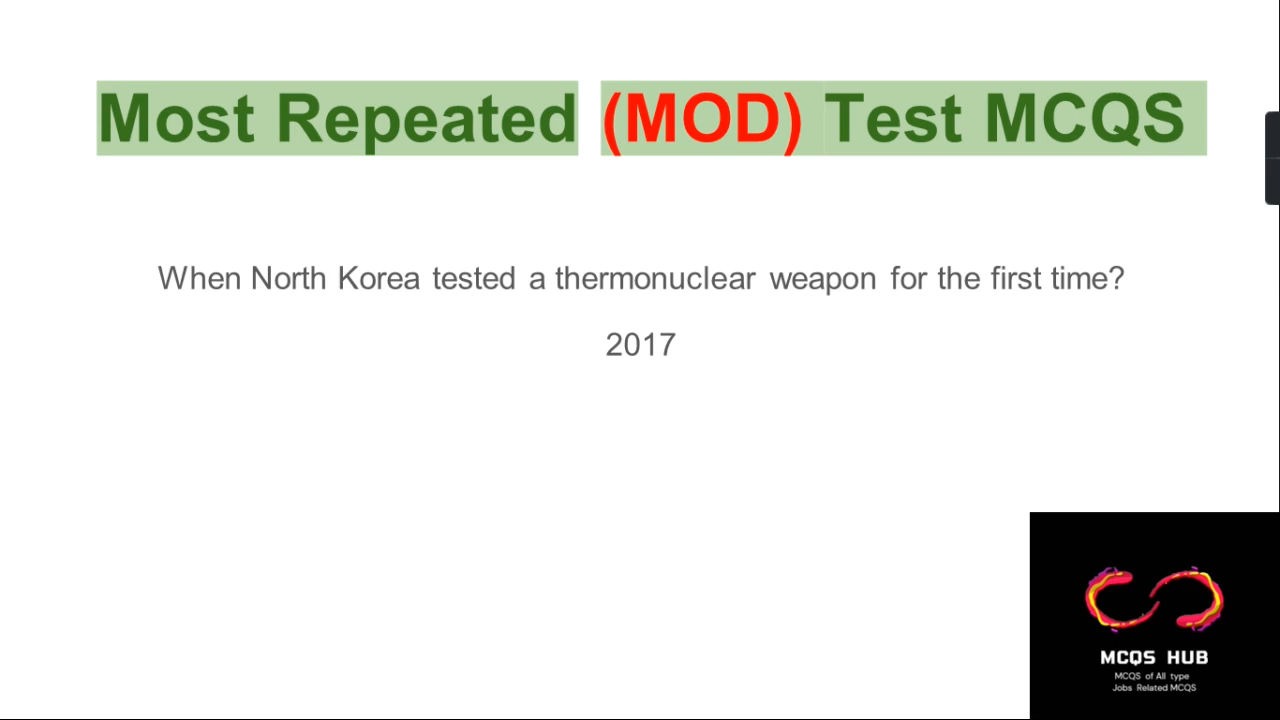 Most Repeated (MOD) Test MCQS
When North Korea tested a thermonuclear weapon for the first time?
2017
MCQS HUB
MCQS of All type
Jobs Related MCQS